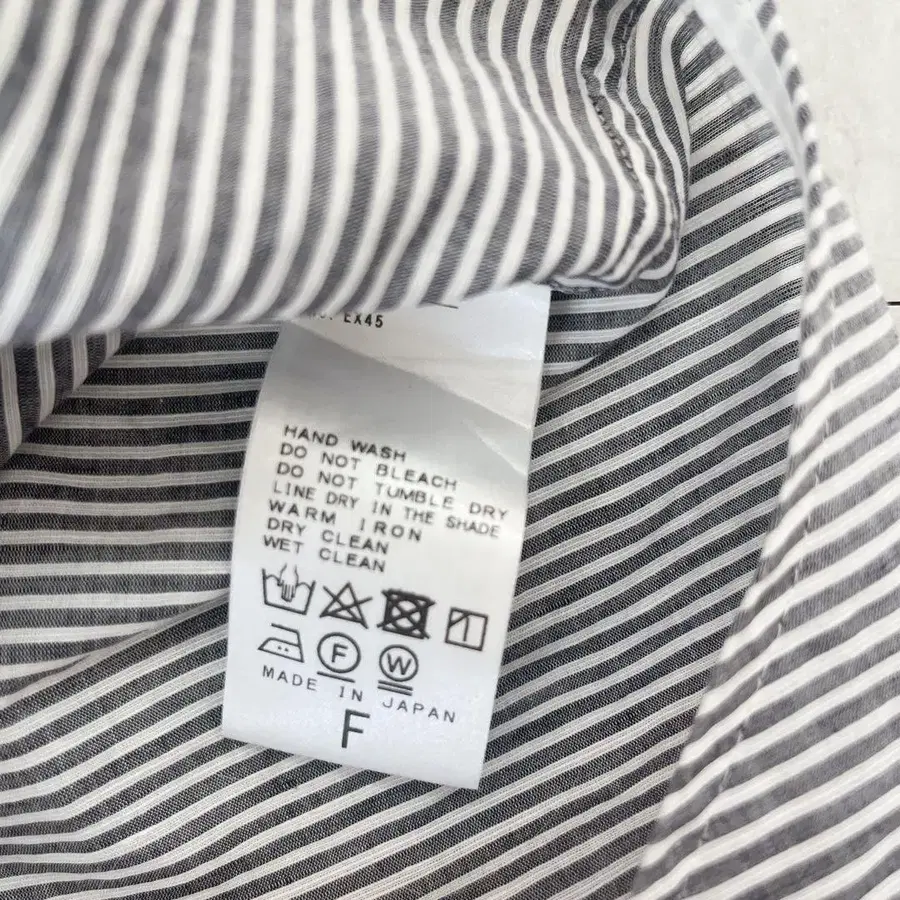 EX45
HAND WASH
DO NOT BLEACH
DO NOT TUMBLE DRY
LINE DRY IN THE SHADE
WARM IRON
DRY CLEAN
WET CLEAN
F W
MADE IN JAPAN
F